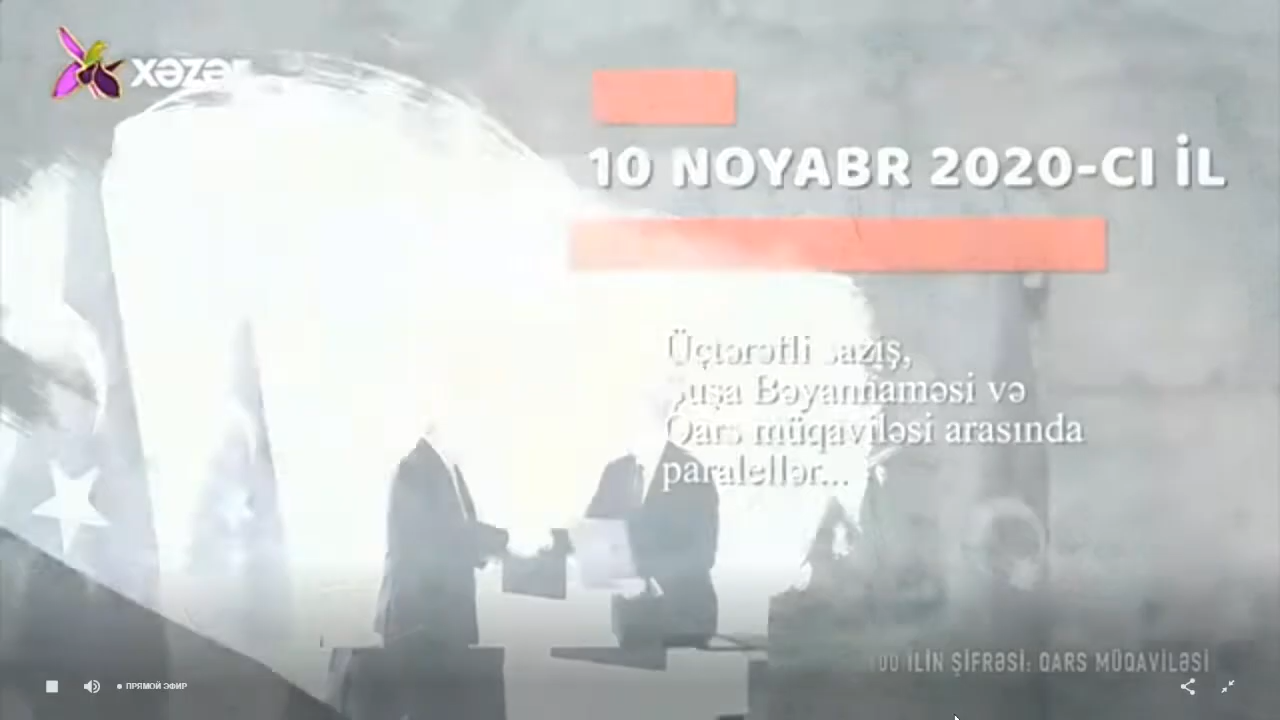 xəzər
10 NOYABR 2020-CI İL
Üçtərəfli saziş,
Şuşa Bəyannaməsi və
Qars müqaviləsi arasında
paralellər...
100 İLİN ŞİFRƏSİ: QARS MÜQAVİLƏSİ
ПРЯМОЙ ЭФИР